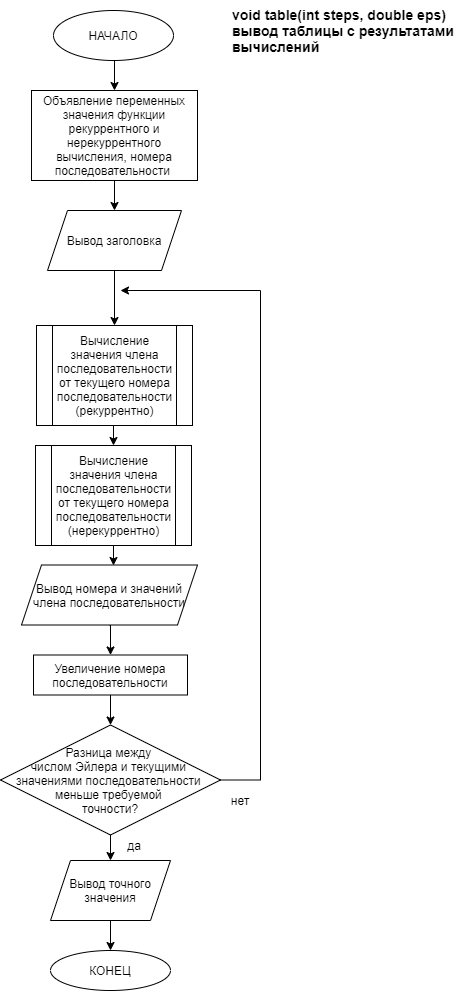 void table(int steps, double eps)
вывод таблицы с результатами
вычислений
НАЧАЛО
Объявление переменных
значения функции
рекуррентного и
нерекуррентного
вычисления, номера
последовательности
Вывод заголовка
Вычисление
значения члена
последовательности
от текущего номера
последовательности
(рекуррентно)
Вычисление
значения члена
последовательности
от текущего номера
последовательности
(нерекуррентно)
Вывод номера и значений
члена последовательности
Увеличение номера
последовательности
Разница между
числом Эйлера и текущими
значениями последовательности
меньше требуемой
точности?
нет
да
Вывод точного
значения
КОНЕЦ